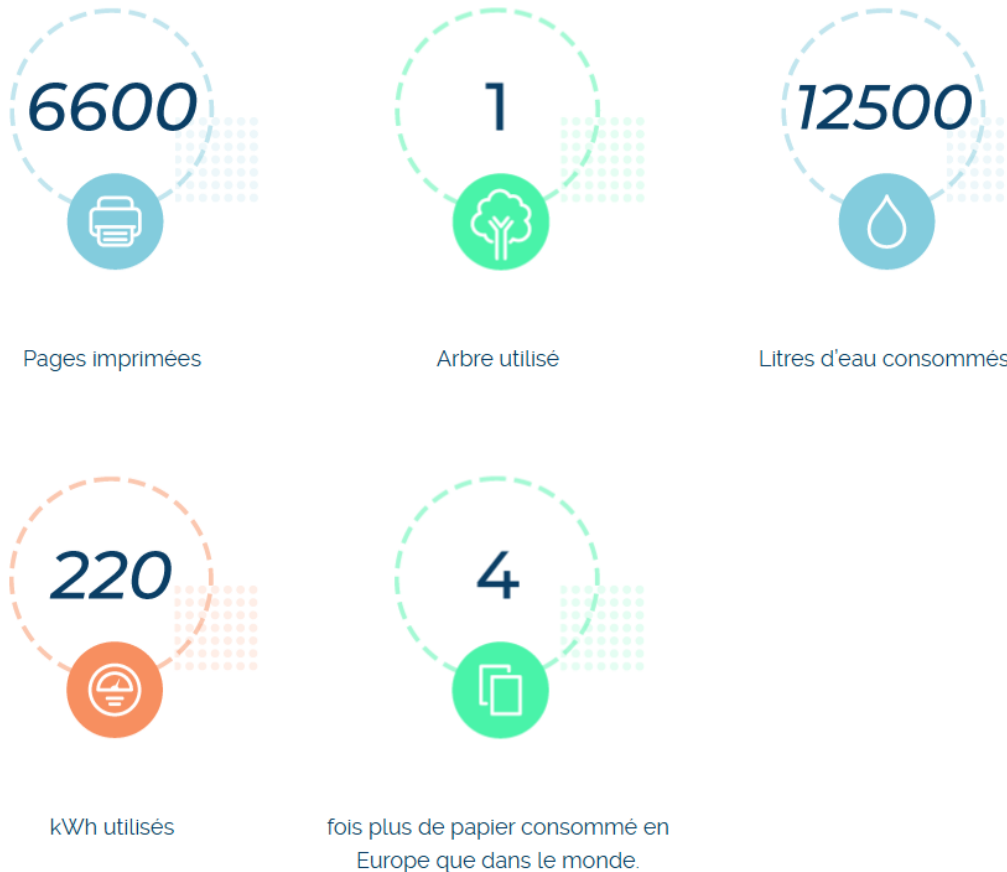 6600
1
12500
Pages imprimées
Arbre utilisé
Litres d'eau consommés
220
4
kWh utilisés
fois plus de papier consommé en
Europe que dans le monde.